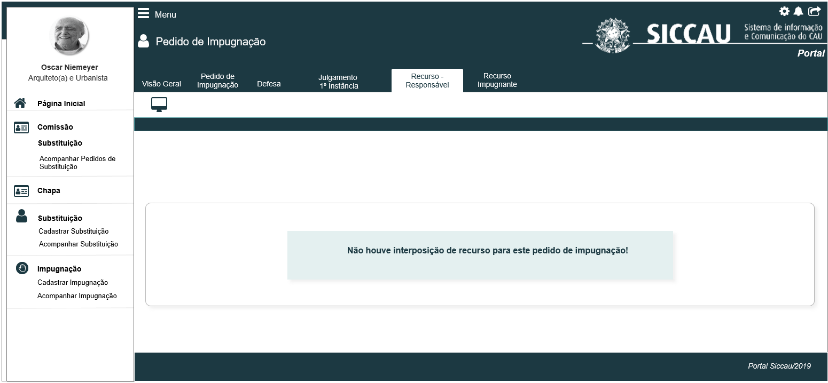 Menu
Pedido de Impugnação
SICCAU
Sistema de informação
e Comunicação do CAU
Portal
Oscar Niemeyer
Arquiteto(a) e Urbanista
Página Inicial
Comissão
Substituição
Acompanhar Pedidos de
Substituição
Chapa
Substituição
Cadastrar Substituição
Acompanhar Substituição
Impugnação
Cadastrar Impugnação
Acompanhar Impugnação
Visão Geral
Pedido de
Impugnação
Defesa
Julgamento
1ª Instância
Recurso -
Responsável
Recurso
Impugnante
Não houve interposição de recurso para este pedido de impugnação!
Portal Siccau/2019